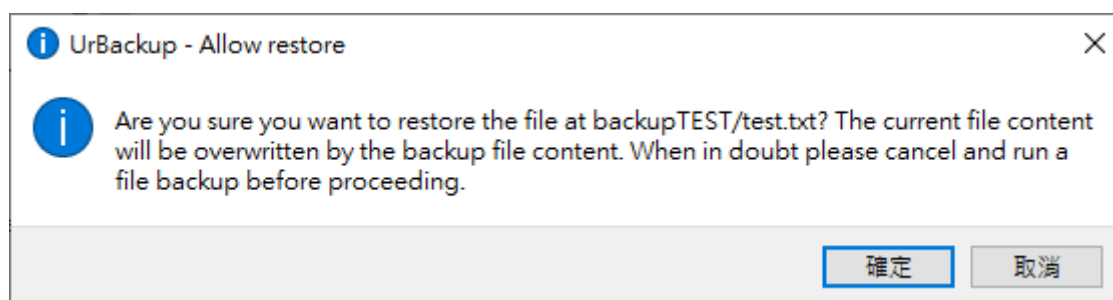 UrBackup - Allow restore
Are you sure you want to restore the file at backupTEST/test.txt? The current file content
will be overwritten by the backup file content. When in doubt please cancel and run a
file backup before proceeding.
確定
取消